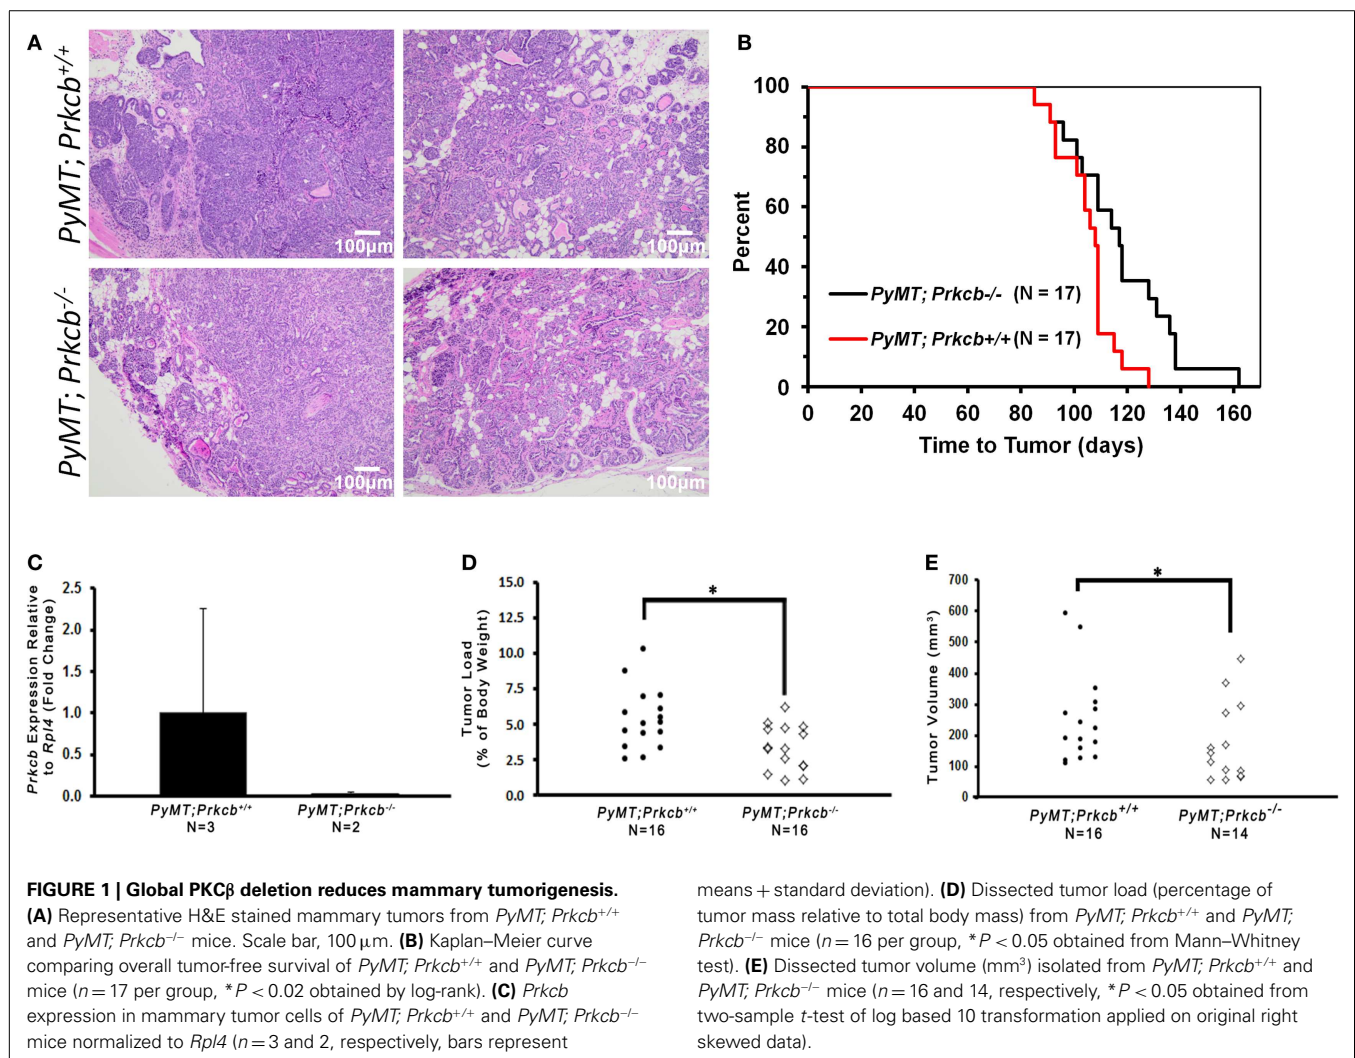 A
PyMT; Prkcb+/+
100µm
100µm
PyMT; Prkcb-/-
100µm
100µm
B
100
80
60
40
20
0
Percent
PyMT; Prkcb-/- (N = 17)
PyMT; Prkcb+/+ (N = 17)
0 20 40 60 80 100 120 140 160
Time to Tumor (days)
C
Prkcb Expression Relative
to Rpl4 (Fold Change)
2.5
2.0
1.5
1.0
0.5
0.0
PyMT;Prkcb+/+ PyMT;Prkcb-/-
N=3 N=2
D
Tumor Load
(% of Body Weight)
15.0
12.5
10.0
7.5
5.0
2.5
0.0
*
PyMT;Prkcb+/+ PyMT;Prkcb-/-
N=16 N=16
E
Tumor Volume (mm³)
700
600
500
400
300
200
100
0
*
PyMT;Prkcb+/+ PyMT;Prkcb-/-
N=16 N=14
FIGURE 1 | Global PKCβ deletion reduces mammary tumorigenesis.
(A) Representative H&E stained mammary tumors from PyMT; Prkcb+/+
and PyMT; Prkcb−/− mice. Scale bar, 100 µm. (B) Kaplan–Meier curve
comparing overall tumor-free survival of PyMT; Prkcb+/+ and PyMT; Prkcb−/−
mice (n = 17 per group, *P < 0.02 obtained by log-rank). (C) Prkcb
expression in mammary tumor cells of PyMT; Prkcb+/+ and PyMT; Prkcb−/−
mice normalized to Rpl4 (n = 3 and 2, respectively, bars represent
means + standard deviation). (D) Dissected tumor load (percentage of
tumor mass relative to total body mass) from PyMT; Prkcb+/+ and PyMT;
Prkcb−/− mice (n = 16 per group, *P < 0.05 obtained from Mann–Whitney
test). (E) Dissected tumor volume (mm³) isolated from PyMT; Prkcb+/+ and
PyMT; Prkcb−/− mice (n = 16 and 14, respectively, *P < 0.05 obtained from
two-sample t-test of log based 10 transformation applied on original right
skewed data).